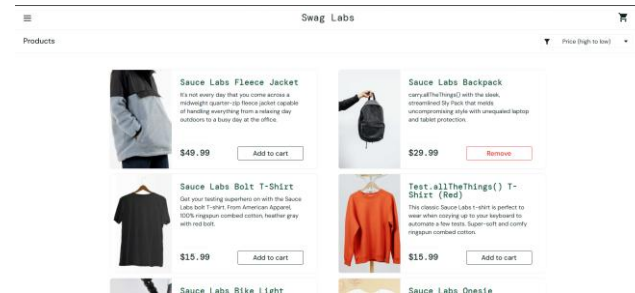 Swag Labs
Products
Price (high to low)
Sauce Labs Fleece Jacket
It's not every day that you come across a
midweight quarter-zip fleece jacket capable
of handling everything from a relaxing day
outdoors to a busy day at the office.
$49.99
Add to cart
Sauce Labs Backpack
carry.allTheThings() with the sleek,
streamlined Sly Pack that melds
uncompromising style with unequaled laptop
and tablet protection.
$29.99
Remove
Sauce Labs Bolt T-Shirt
Get your testing superhero on with the Sauce
Labs bolt T-shirt. From American Apparel,
100% ringspun combed cotton, heather gray
with red bolt.
$15.99
Add to cart
Test.allTheThings() T-
Shirt (Red)
This classic Sauce Labs t-shirt is perfect to
wear when cozying up to your keyboard to
automate a few tests. Super-soft and comfy
ringspun combed cotton.
$15.99
Add to cart
Sauce Labs Bike Light
Sauce Labs Onesie